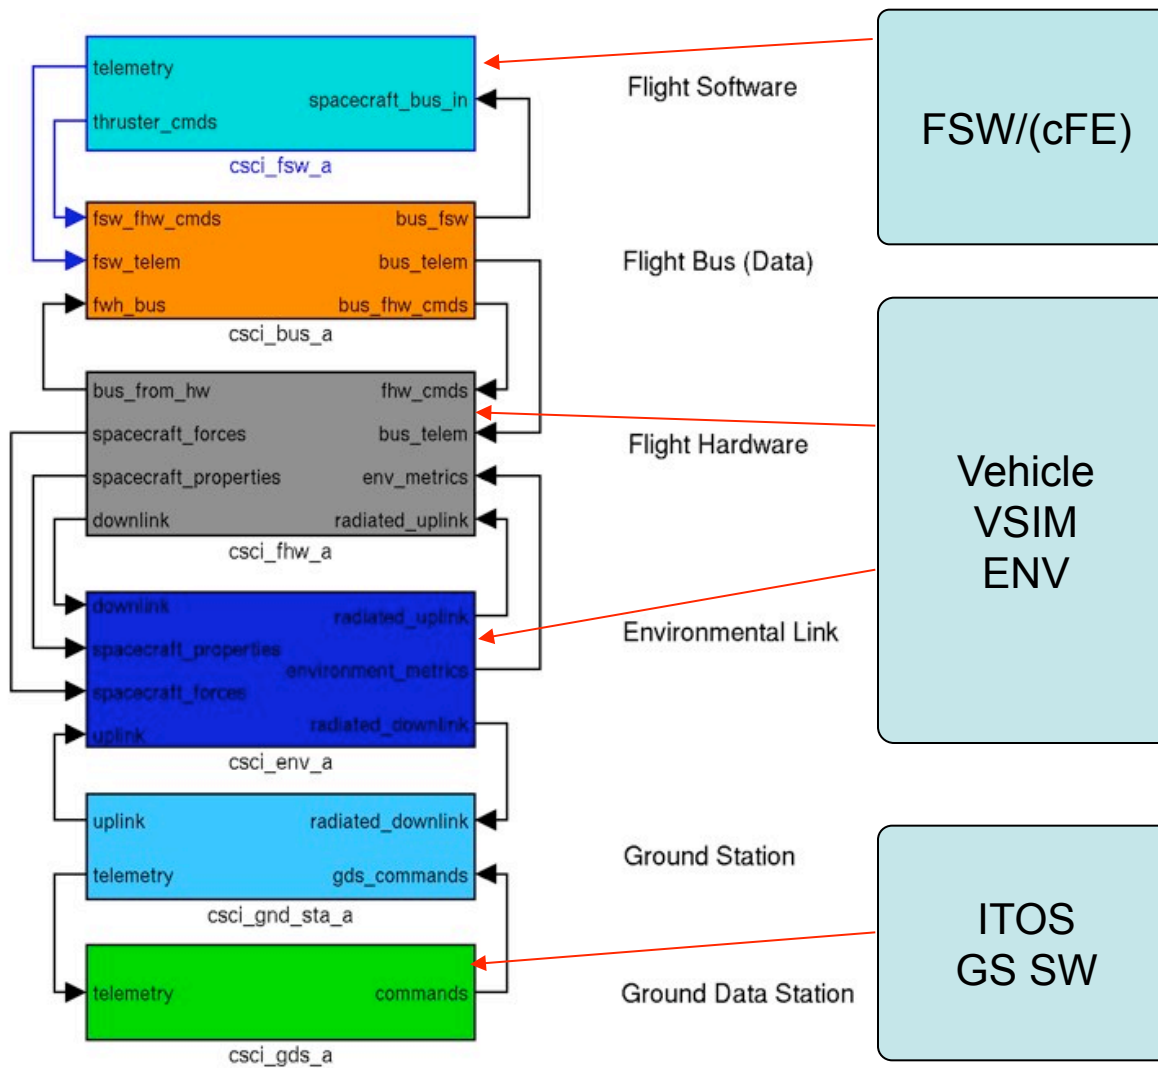 telemetry
spacecraft_bus_in
thruster_cmds
csci_fsw_a
Flight Software
FSW/(cFE)
fsw_fhw_cmds
bus_fsw
fsw_telem
bus_telem
fwh_bus
bus_fhw_cmds
csci_bus_a
Flight Bus (Data)
bus_from_hw
fhw_cmds
spacecraft_forces
bus_telem
spacecraft_properties
env_metrics
downlink
radiated_uplink
csci_fhw_a
Flight Hardware
Vehicle
VSIM
ENV
downlink
radiated_uplink
spacecraft_properties
environment_metrics
spacecraft_forces
radiated_downlink
uplink
csci_env_a
Environmental Link
uplink
radiated_downlink
telemetry
gds_commands
csci_gnd_sta_a
Ground Station
ITOS
GS SW
telemetry
commands
csci_gds_a
Ground Data Station